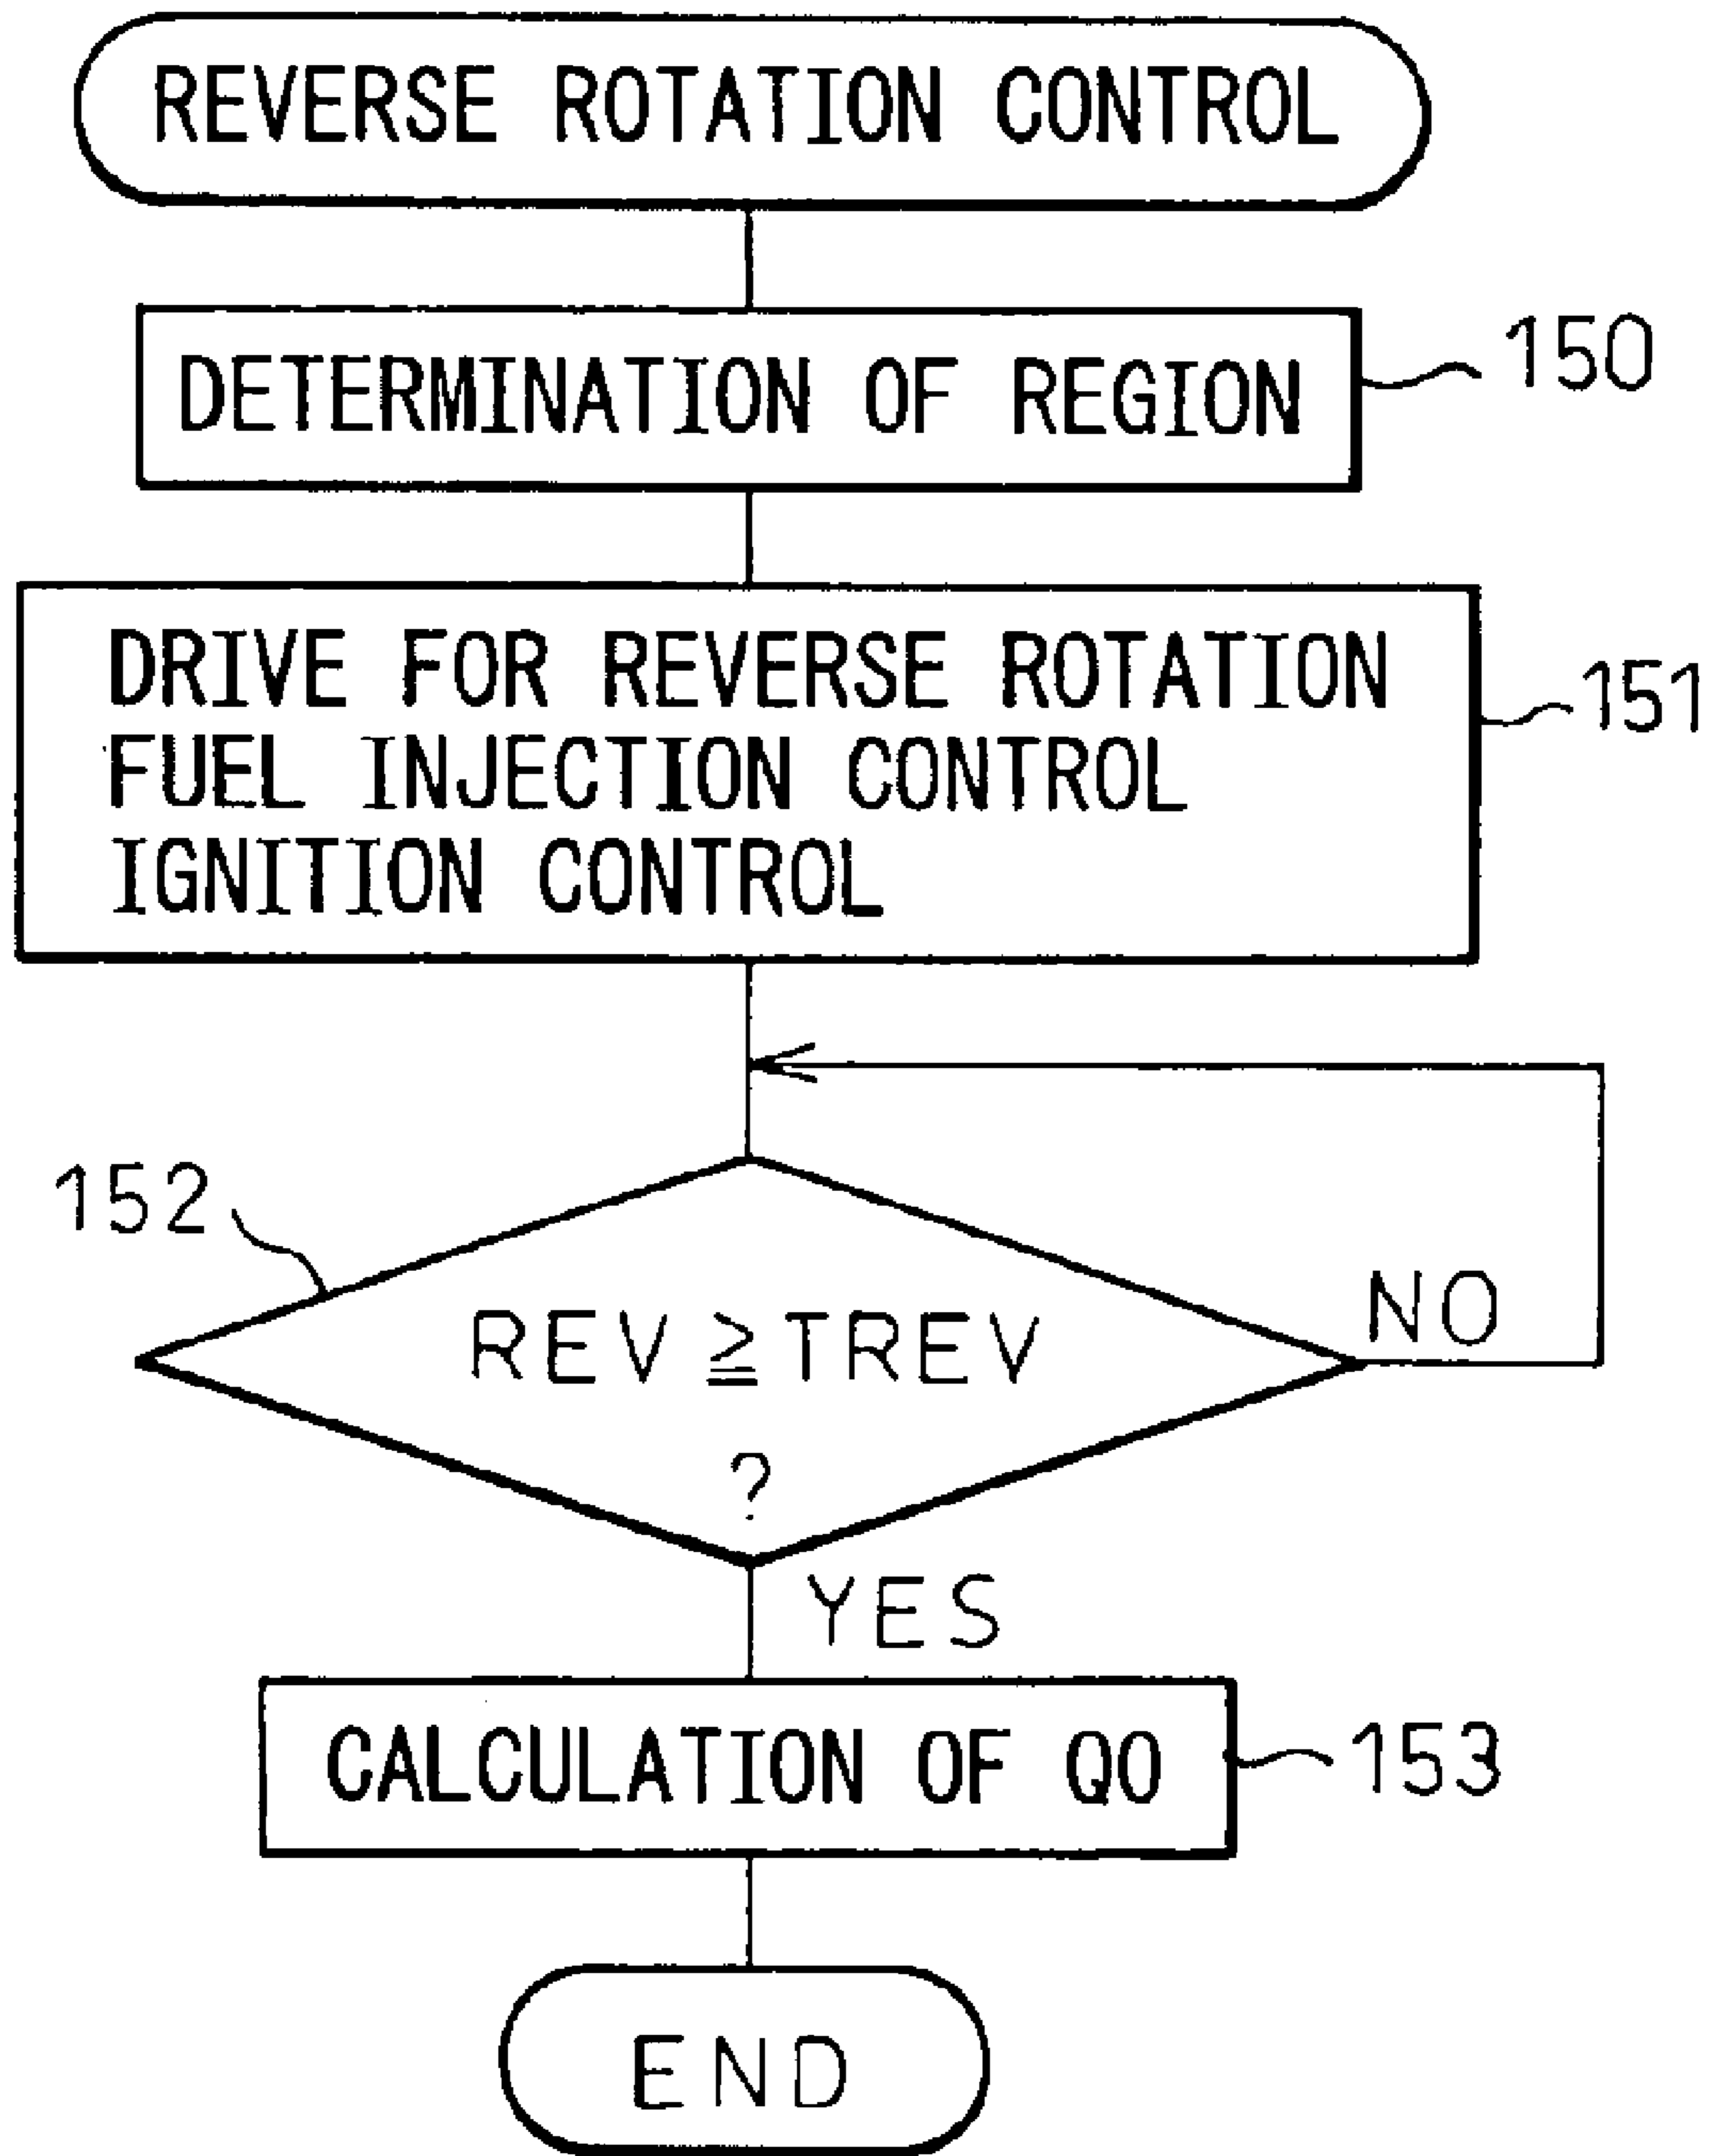 REVERSE ROTATION CONTROL
DETERMINATION OF REGION
150
DRIVE FOR REVERSE ROTATION
FUEL INJECTION CONTROL
IGNITION CONTROL
151
152
REV ≧ TREV
?
NO
YES
CALCULATION OF QO
153
END